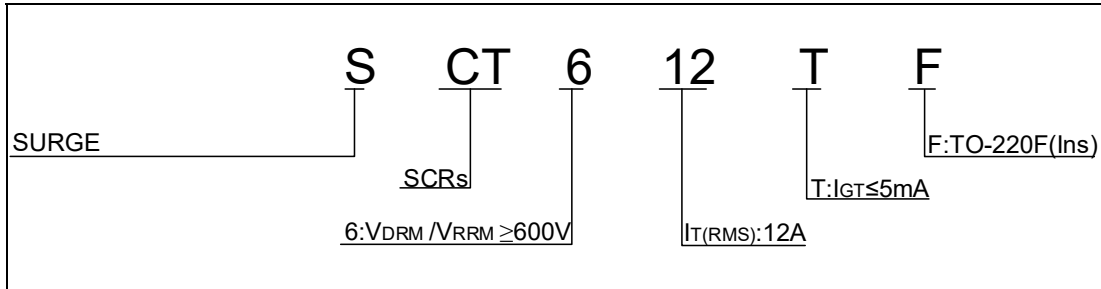 S CT 6 12 T F
SURGE
F:TO-220F(Ins)
SCRs
T:IGT≤5mA
6:VDRM /VRRM ≥600V
IT(RMS):12A